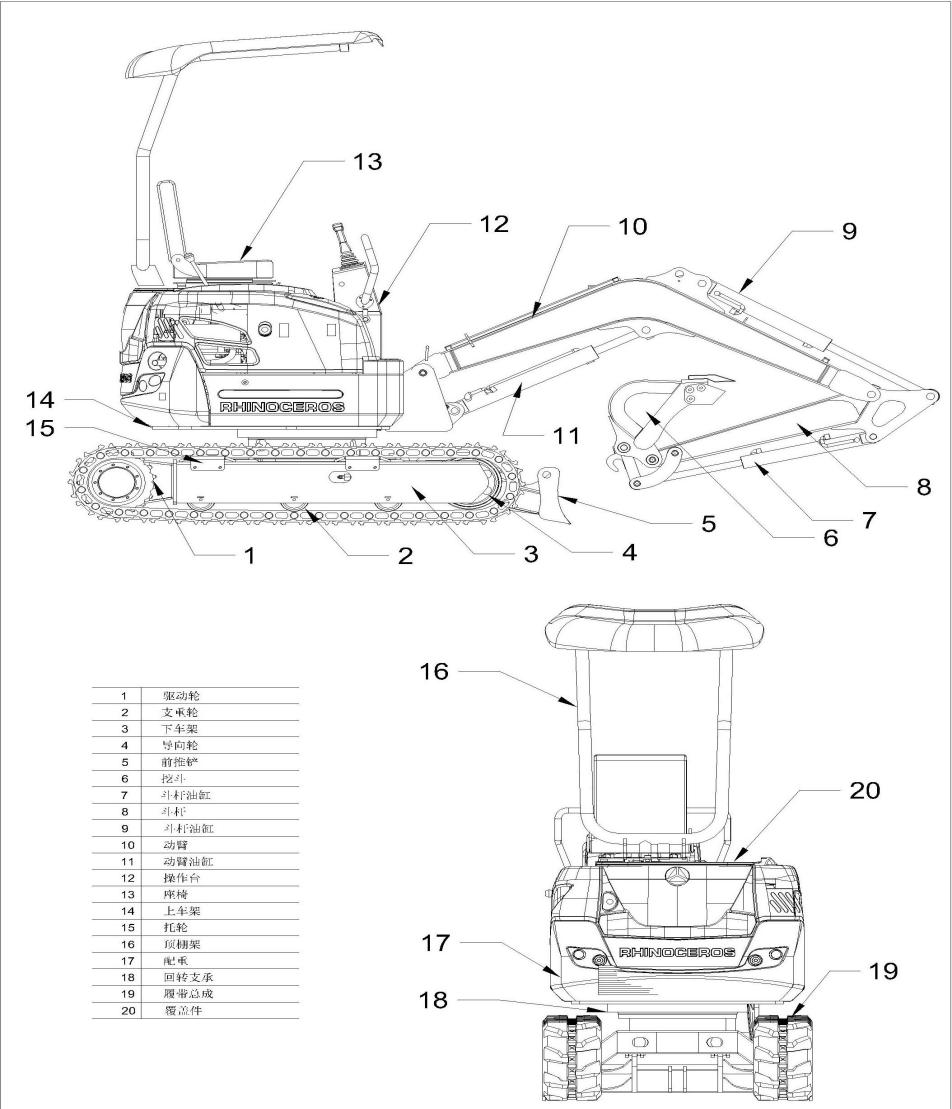 13
12
10
9
14
RHINOCEROS
15
11
8
7
6
5
4
3
2
1
16
20
17
RHINOCEROS
19
18
1 驱动轮
2 支重轮
3 下车架
4 导向轮
5 前推铲
6 挖斗
7 斗杆油缸
8 斗杆
9 斗杆油缸
10 动臂
11 动臂油缸
12 操作台
13 座椅
14 上车架
15 托轮
16 顶棚架
17 配重
18 回转支承
19 履带总成
20 覆盖件